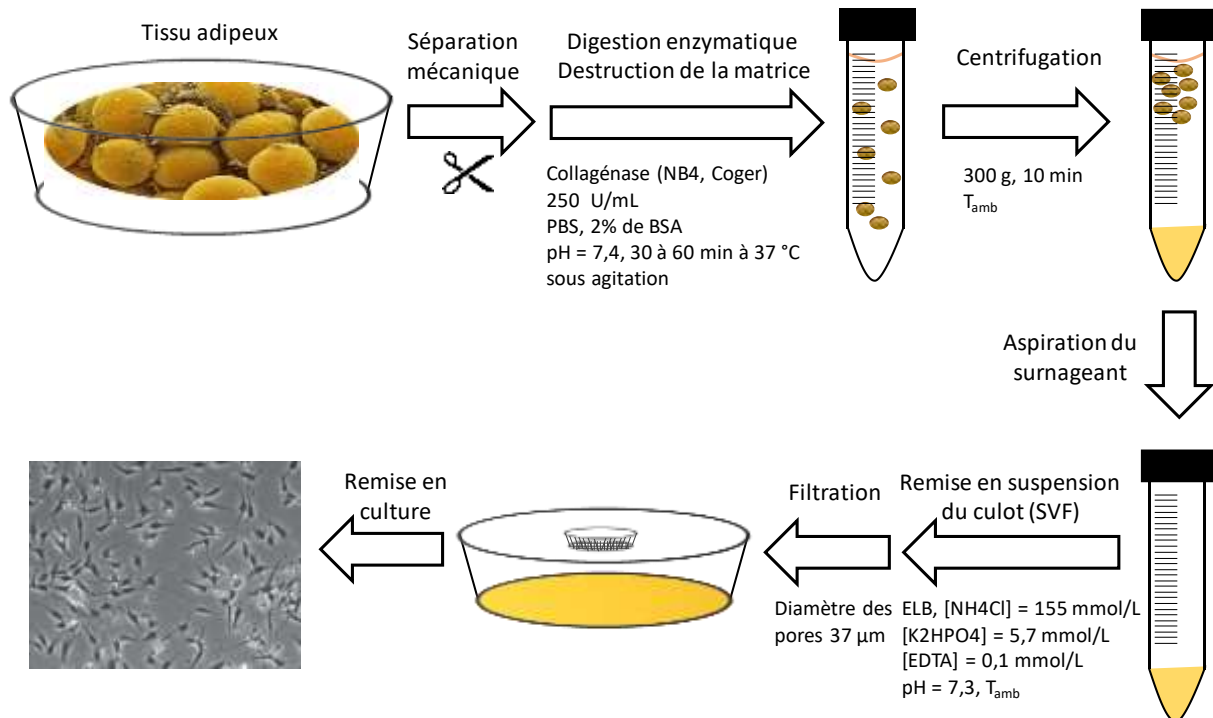 Tissu adipeux
Séparation
mécanique
Digestion enzymatique
Destruction de la matrice
Collagénase (NB4, Coger)
250 U/mL
PBS, 2% de BSA
pH = 7,4, 30 à 60 min à 37 °C
sous agitation
Centrifugation
300 g, 10 min
Tamb
Aspiration du
surnageant
Remise en suspension
du culot (SVF)
ELB, [NH4Cl] = 155 mmol/L
[K2HPO4] = 5,7 mmol/L
[EDTA] = 0,1 mmol/L
pH = 7,3, Tamb
Filtration
Diamètre des
pores 37 µm
Remise en
culture